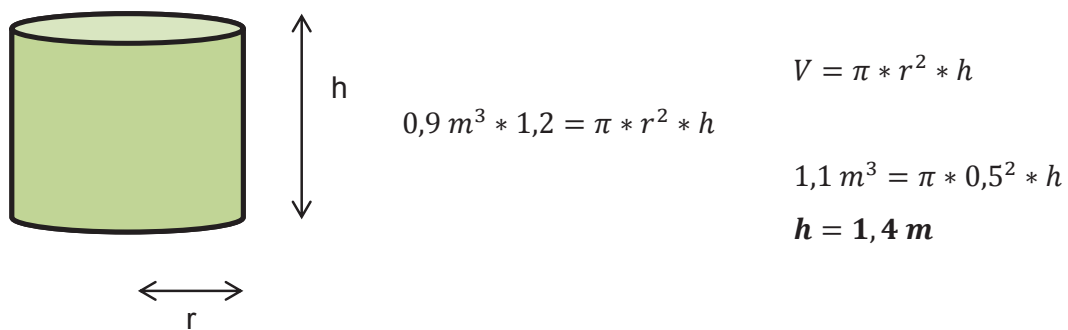 h
r
0,9 m³ * 1,2 = π * r² * h
V = π * r² * h
1,1 m³ = π * 0,5² * h
h = 1,4 m